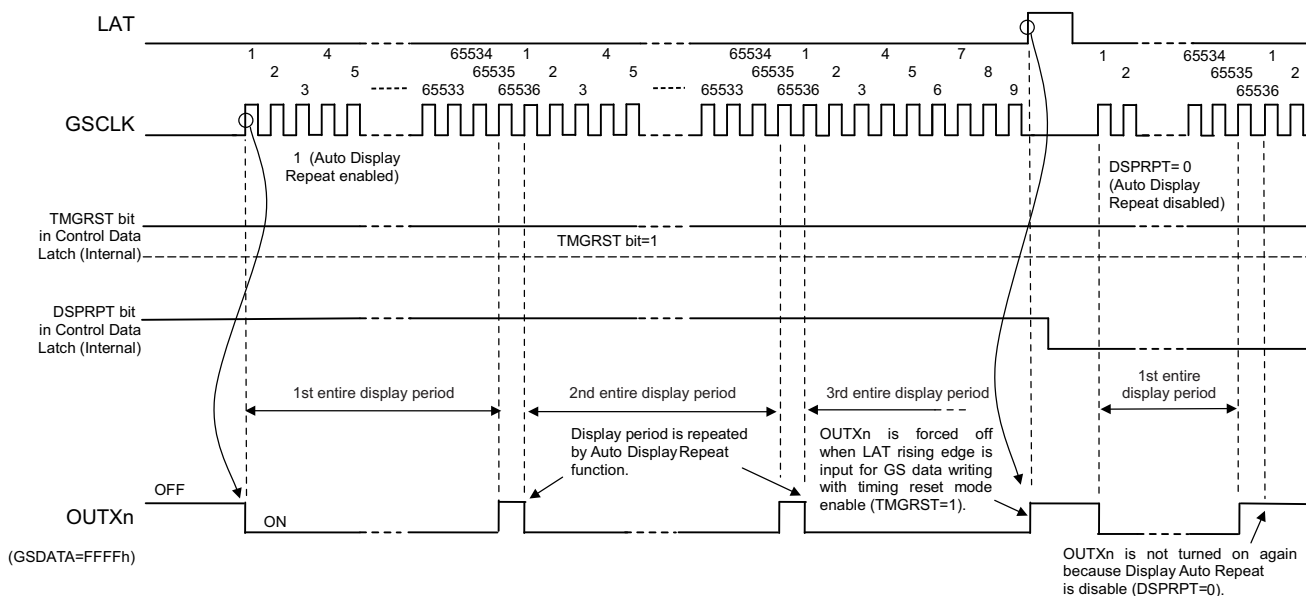 LAT
65534
65534
65534
1
4
1
4
1
4
7
1
1
65535
65535
65535
2
5
2
5
2
5
8
2
2
65536
3
65533
65536
3
65533
65536
3
6
9
GSCLK
1 (Auto Display
Repeat enabled)
DSPRPT= 0
(Auto Display
Repeat disabled)
TMGRST bit
in Control Data
Latch (Internal)
TMGRST bit=1
DSPRPT bit
in Control Data
Latch (Internal)
1st entire display period
2nd entire display period
3rd entire display period
1st entire
display period
Display period is repeated
by Auto Display Repeat
function.
OUTXn is forced off
when LAT rising edge is
input for GS data writing
with timing reset mode
enable (TMGRST=1).
OFF
OUTXn
ON
(GSDATA=FFFFh)
OUTXn is not turned on again
because Display Auto Repeat
is disable (DSPRPT=0).